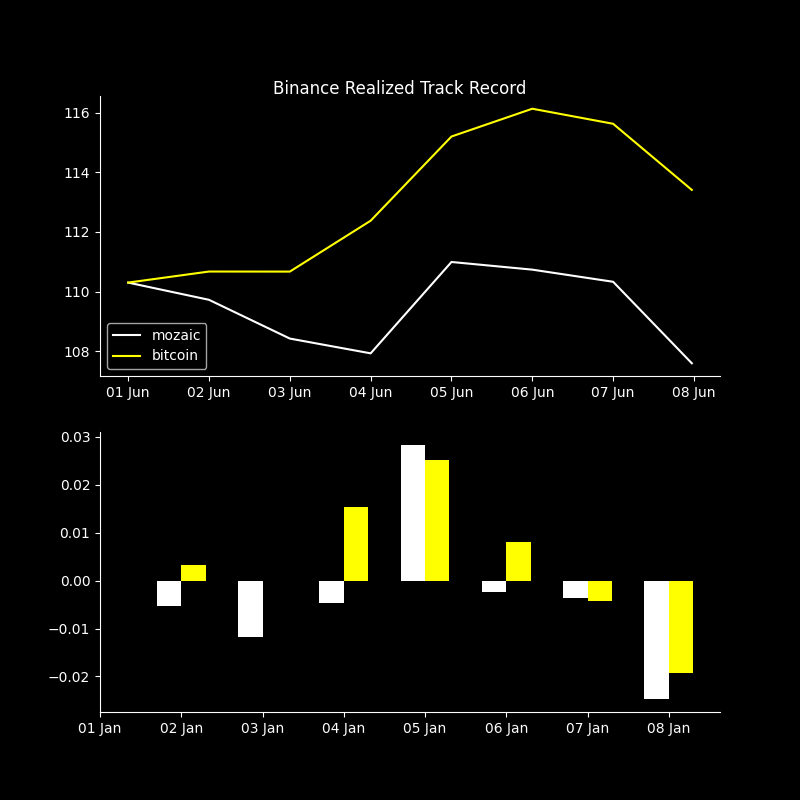 Binance Realized Track Record
116
114
112
110
108
mozaic
bitcoin
01 Jun 02 Jun 03 Jun 04 Jun 05 Jun 06 Jun 07 Jun 08 Jun
0.03
0.02
0.01
0.00
−0.01
−0.02
01 Jan 02 Jan 03 Jan 04 Jan 05 Jan 06 Jan 07 Jan 08 Jan